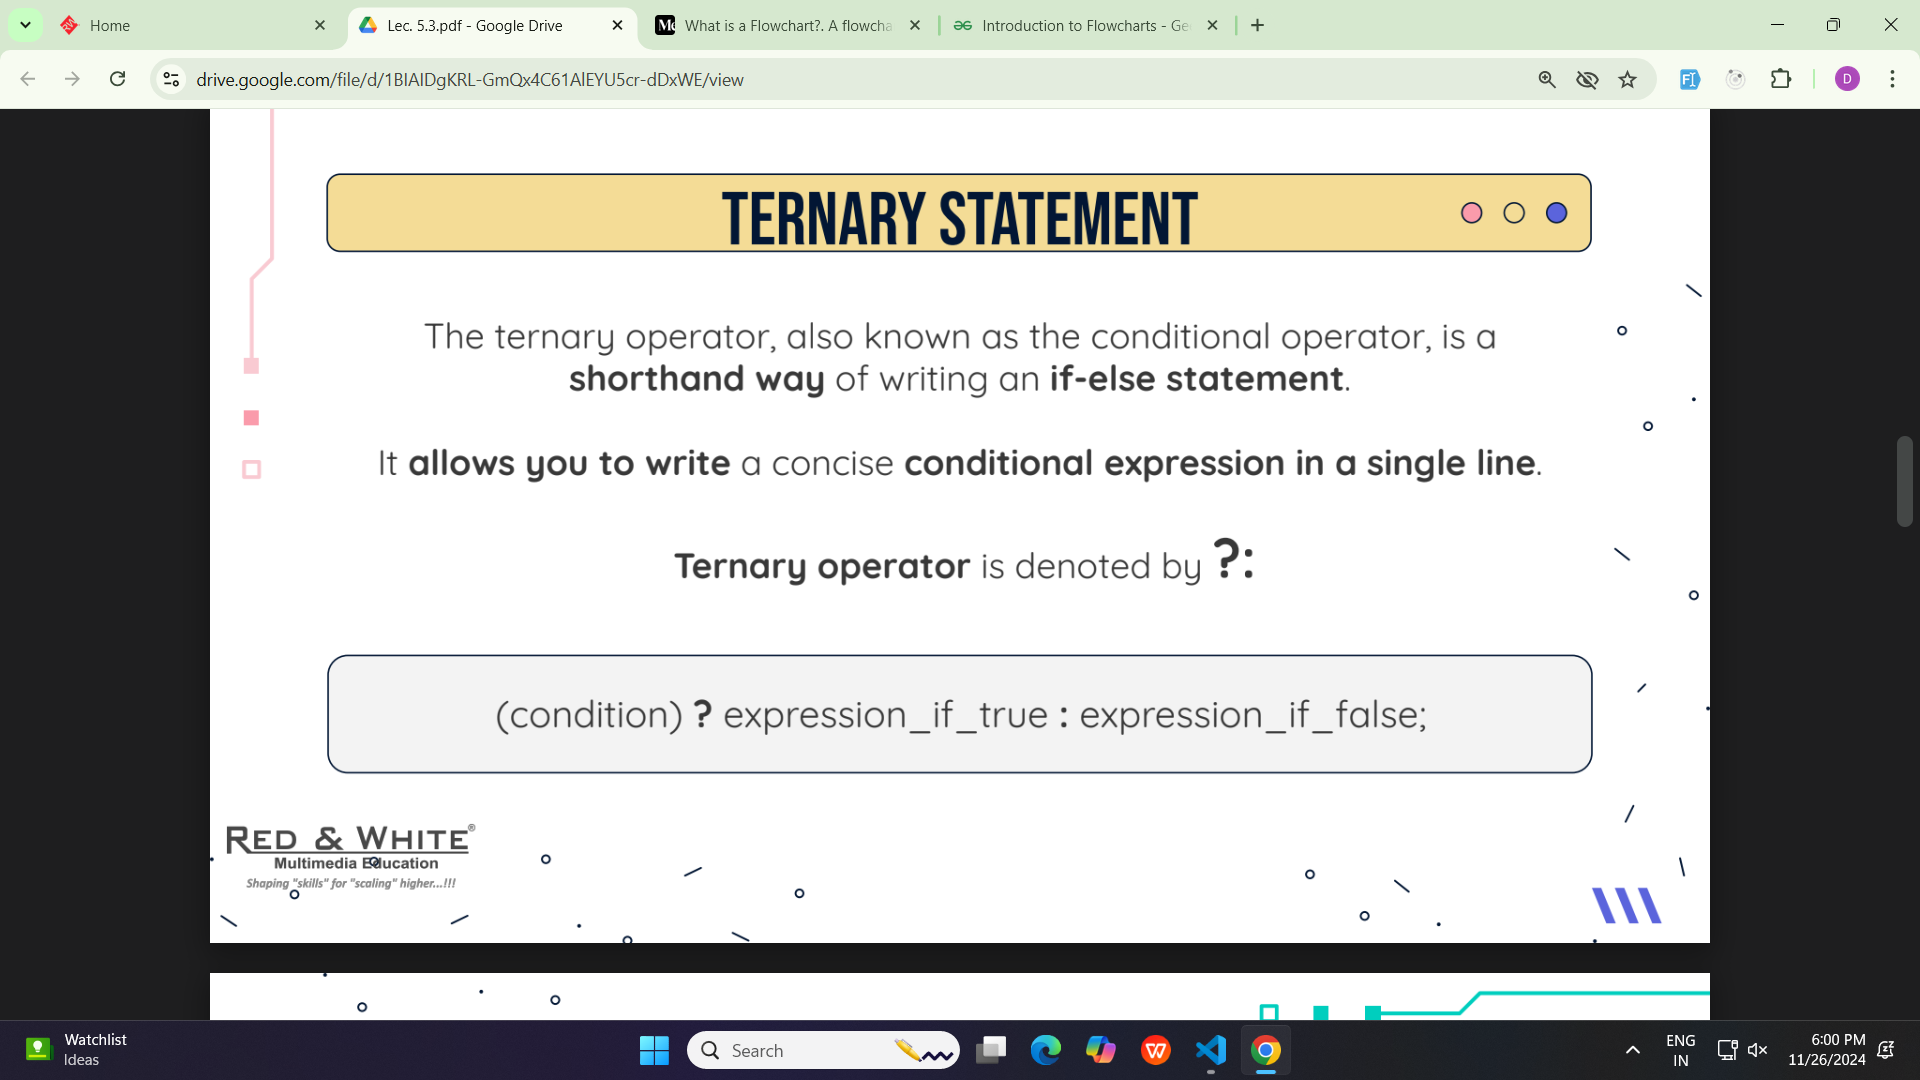 Home
Lec. 5.3.pdf - Google Drive
What is a Flowchart?. A flowcha
Introduction to Flowcharts - Ge
drive.google.com/file/d/1BIAIDgKRL-GmQx4C61AlEYU5cr-dDxWE/view
D
TERNARY STATEMENT
The ternary operator, also known as the conditional operator, is a
shorthand way of writing an if-else statement.
It allows you to write a concise conditional expression in a single line.
Ternary operator is denoted by ?:
(condition) ? expression_if_true : expression_if_false;
RED & WHITE®
Multimedia Education
Shaping "skills" for "scaling" higher...!!!
Watchlist
Ideas
Search
ENG
IN
6:00 PM
11/26/2024